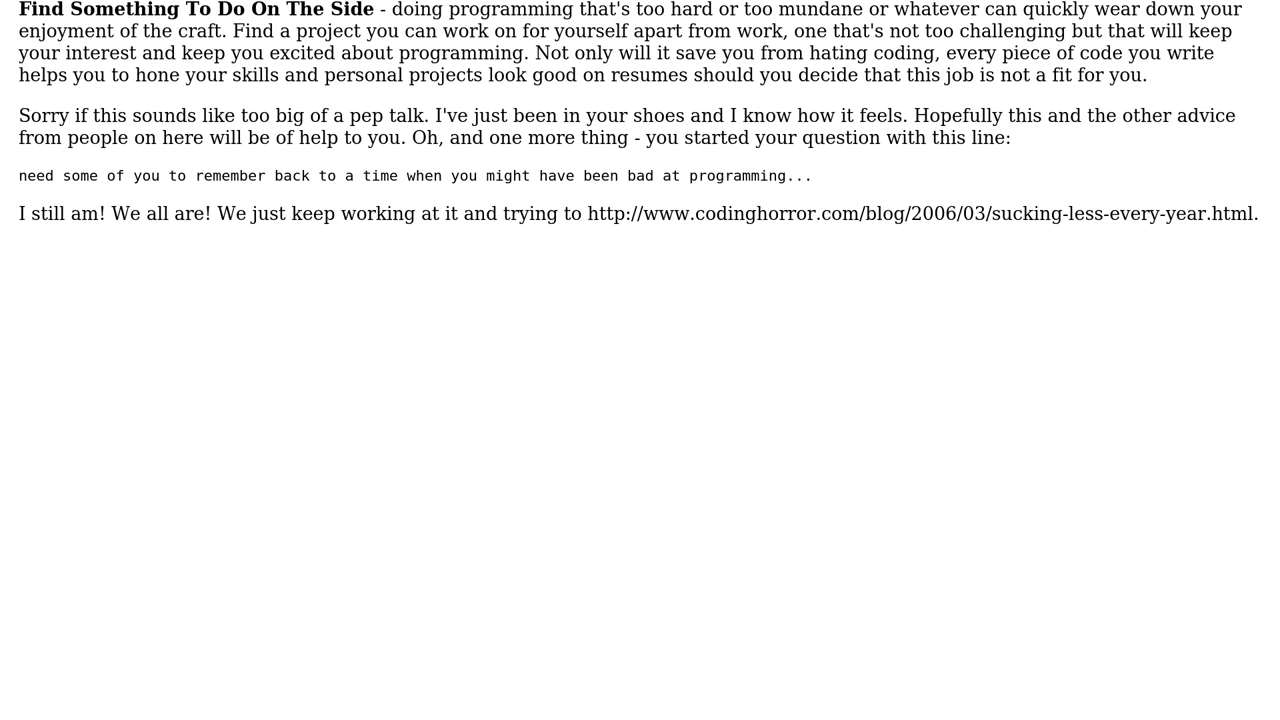 Find Something To Do On The Side - doing programming that's too hard or too mundane or whatever can quickly wear down your
enjoyment of the craft. Find a project you can work on for yourself apart from work, one that's not too challenging but that will keep
your interest and keep you excited about programming. Not only will it save you from hating coding, every piece of code you write
helps you to hone your skills and personal projects look good on resumes should you decide that this job is not a fit for you.
Sorry if this sounds like too big of a pep talk. I've just been in your shoes and I know how it feels. Hopefully this and the other advice
from people on here will be of help to you. Oh, and one more thing - you started your question with this line:
need some of you to remember back to a time when you might have been bad at programming...
I still am! We all are! We just keep working at it and trying to http://www.codinghorror.com/blog/2006/03/sucking-less-every-year.html.